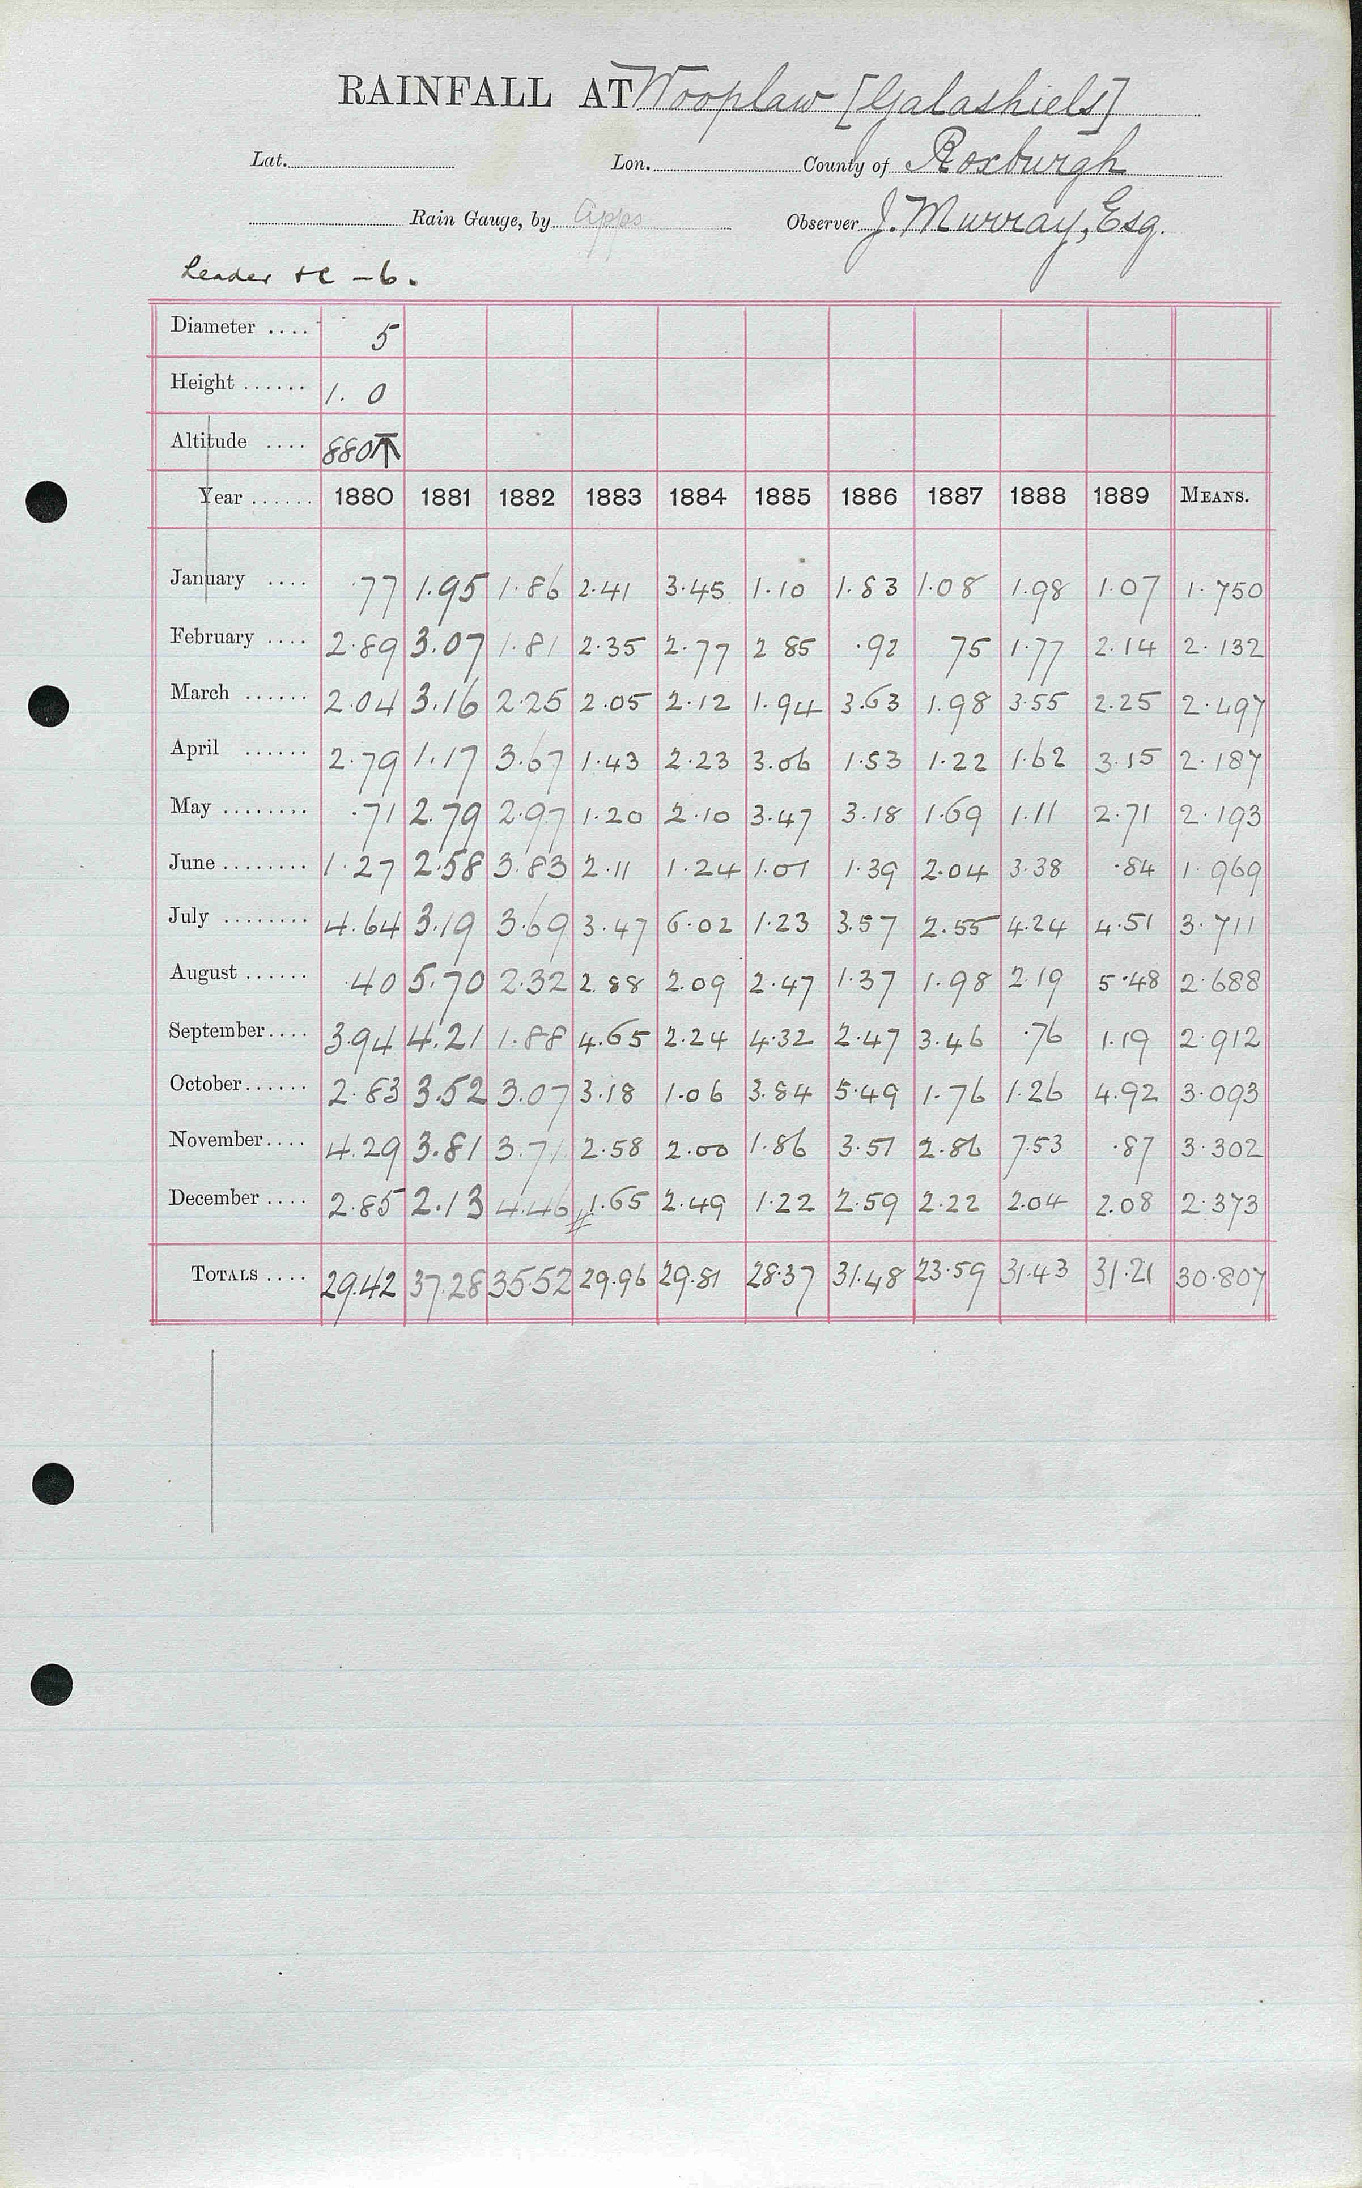 RAINFALL AT Wooplaw [Galashiels]
Lat. Lon. County of Roxburgh
Rain Gauge, by Apps Observer J. Murray, Esq.
Leader &c - 6.
Diameter .... 5
Height ...... 1. 0
Altitude .... 880
Year ...... 1880 1881 1882 1883 1884 1885 1886 1887 1888 1889 MEANS.
January .... .77 1.95 1.86 2.41 3.45 1.10 1.83 1.08 1.98 1.07 1.750
February .... 2.89 3.07 1.81 2.35 2.77 2 85 .92 75 1.77 2.14 2.132
March ...... 2.04 3.16 2.25 2.05 2.12 1.94 3.63 1.98 3.55 2.25 2.497
April ...... 2.79 1.17 3.67 1.43 2.23 3.06 1.53 1.22 1.62 3.15 2.187
May ........ .71 2.79 2.97 1.20 2.10 3.47 3.18 1.69 1.11 2.71 2.193
June ........ 1.27 2.58 3.83 2.11 1.24 1.01 1.39 2.04 3.38 .84 1.969
July ........ 4.64 3.19 3.69 3.47 6.02 1.23 3.57 2.55 4.24 4.51 3.711
August ...... .40 5.70 2.32 2.88 2.09 2.47 1.37 1.98 2.19 5.48 2.688
September.... 3.94 4.21 1.88 4.65 2.24 4.32 2.47 3.46 .76 1.19 2.912
October...... 2.83 3.52 3.07 3.18 1.06 3.84 5.49 1.76 1.26 4.92 3.093
November.... 4.29 3.81 3.71 2.58 2.00 1.86 3.51 2.86 7.53 .87 3.302
December .... 2.85 2.13 4.46 1.65 2.49 1.22 2.59 2.22 2.04 2.08 2.373
TOTALS .... 29.42 37.28 35.52 29.96 29.81 28.37 31.48 23.59 31.43 31.21 30.807